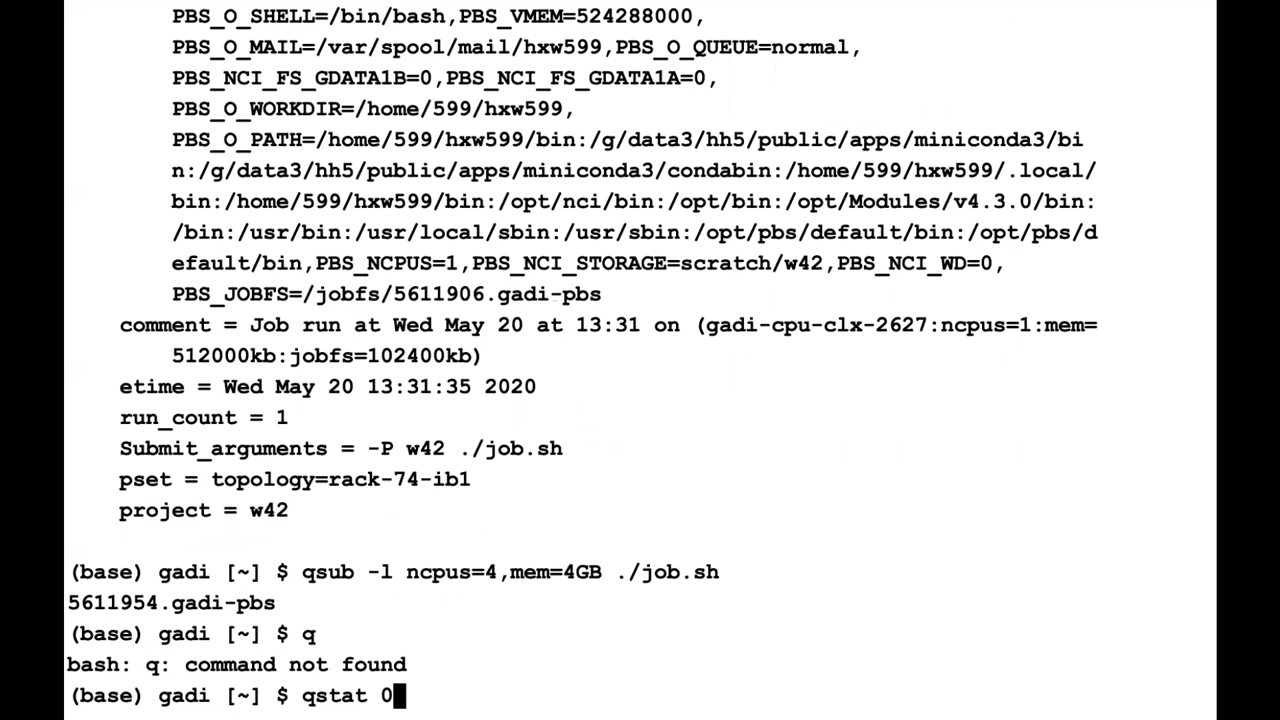 PBS_O_SHELL=/bin/bash,PBS_VMEM=524288000,
PBS_O_MAIL=/var/spool/mail/hxw599,PBS_O_QUEUE=normal,
PBS_NCI_FS_GDATA1B=0,PBS_NCI_FS_GDATA1A=0,
PBS_O_WORKDIR=/home/599/hxw599,
PBS_O_PATH=/home/599/hxw599/bin:/g/data3/hh5/public/apps/miniconda3/bi
n:/g/data3/hh5/public/apps/miniconda3/condabin:/home/599/hxw599/.local/
bin:/home/599/hxw599/bin:/opt/nci/bin:/opt/bin:/opt/Modules/v4.3.0/bin:
/bin:/usr/bin:/usr/local/sbin:/usr/sbin:/opt/pbs/default/bin:/opt/pbs/d
efault/bin,PBS_NCPUS=1,PBS_NCI_STORAGE=scratch/w42,PBS_NCI_WD=0,
PBS_JOBFS=/jobfs/5611906.gadi-pbs
comment = Job run at Wed May 20 at 13:31 on (gadi-cpu-clx-2627:ncpus=1:mem=
512000kb:jobfs=102400kb)
etime = Wed May 20 13:31:35 2020
run_count = 1
Submit_arguments = -P w42 ./job.sh
pset = topology=rack-74-ib1
project = w42
(base) gadi [~] $ qsub -l ncpus=4,mem=4GB ./job.sh
5611954.gadi-pbs
(base) gadi [~] $ q
bash: q: command not found
(base) gadi [~] $ qstat 0